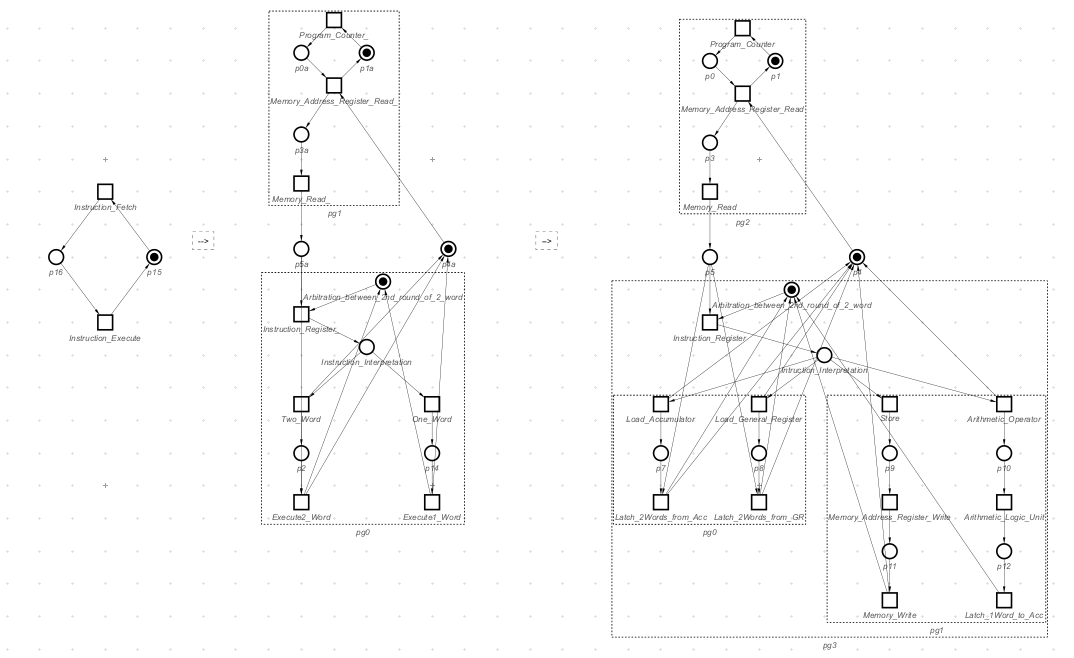 Instruction_Fetch
p16
p15
Instruction_Execute
-->
Program_Counter_
p0a
p1a
Memory_Address_Register_Read_
p3a
Memory_Read_
pg1
p5a
Arbitration_between_2nd_round_of_2_word
Instruction_Register_
Instruction_Interpretation
Two_Word
One_Word
p2
p14
Execute2_Word
Execute1_Word
pg0
-->
Program_Counter
p0
p1
Memory_Address_Register_Read
p3
Memory_Read
pg2
p5
Arbitration_between_2nd_round_of_2_word
Instruction_Register
Intruction_Interpretation
Load_Accumulator
Load_General_Register
Store
Arithmetic_Operator
p7
p8
p9
p10
Latch_2Words_from_Acc
Latch_2Words_from_GR
Memory_Address_Register_Write
Arithmetic_Logic_Unit
pg0
p11
p12
Memory_Write
Latch_1Word_to_Acc
pg1
pg3